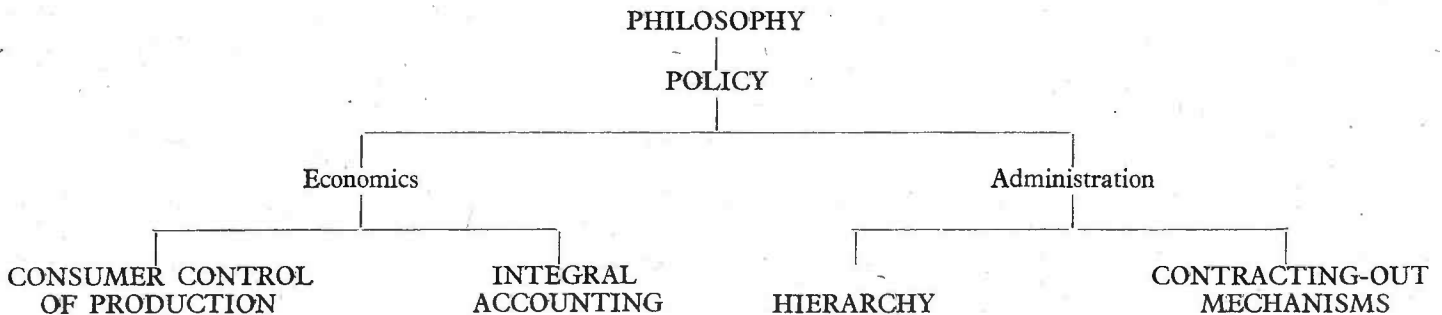 PHILOSOPHY
POLICY
Economics
Administration
CONSUMER CONTROL
OF PRODUCTION
INTEGRAL
ACCOUNTING
HIERARCHY
CONTRACTING-OUT
MECHANISMS